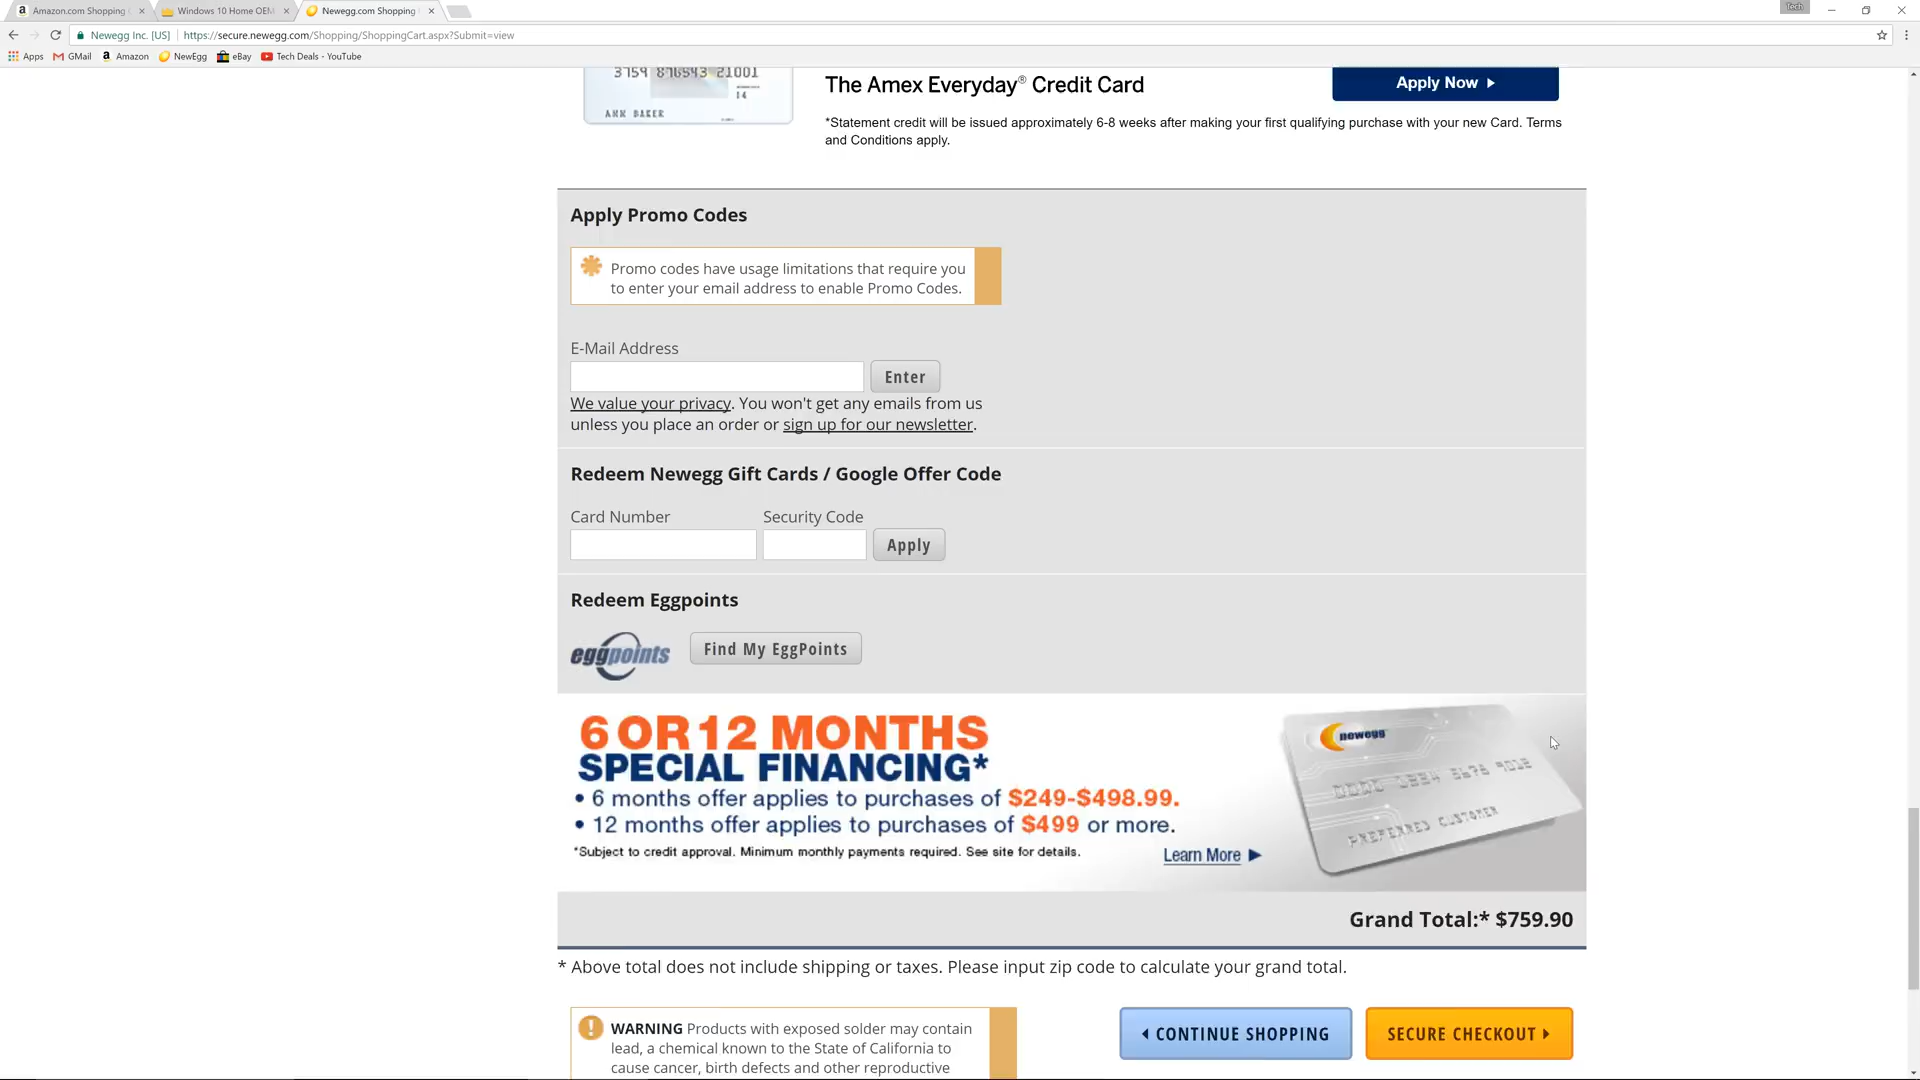 Amazon.com Shopping
Windows 10 Home OEM
Newegg.com Shopping
Tech
Newegg Inc. [US]
https://secure.newegg.com/Shopping/ShoppingCart.aspx?Submit=view
Apps
GMail
Amazon
NewEgg
eBay
Tech Deals - YouTube
3759 876543 21001
14
ANN BAKER
The Amex Everyday® Credit Card
Apply Now
*Statement credit will be issued approximately 6-8 weeks after making your first qualifying purchase with your new Card. Terms
and Conditions apply.
Apply Promo Codes
Promo codes have usage limitations that require you
to enter your email address to enable Promo Codes.
E-Mail Address
Enter
We value your privacy. You won't get any emails from us
unless you place an order or sign up for our newsletter.
Redeem Newegg Gift Cards / Google Offer Code
Card Number
Security Code
Apply
Redeem Eggpoints
eggpoints
Find My EggPoints
6 OR 12 MONTHS
SPECIAL FINANCING*
• 6 months offer applies to purchases of $249-$498.99.
• 12 months offer applies to purchases of $499 or more.
*Subject to credit approval. Minimum monthly payments required. See site for details.
Learn More
newegg
PREFERRED CUSTOMER
Grand Total:* $759.90
* Above total does not include shipping or taxes. Please input zip code to calculate your grand total.
WARNING Products with exposed solder may contain
lead, a chemical known to the State of California to
cause cancer, birth defects and other reproductive
CONTINUE SHOPPING
SECURE CHECKOUT